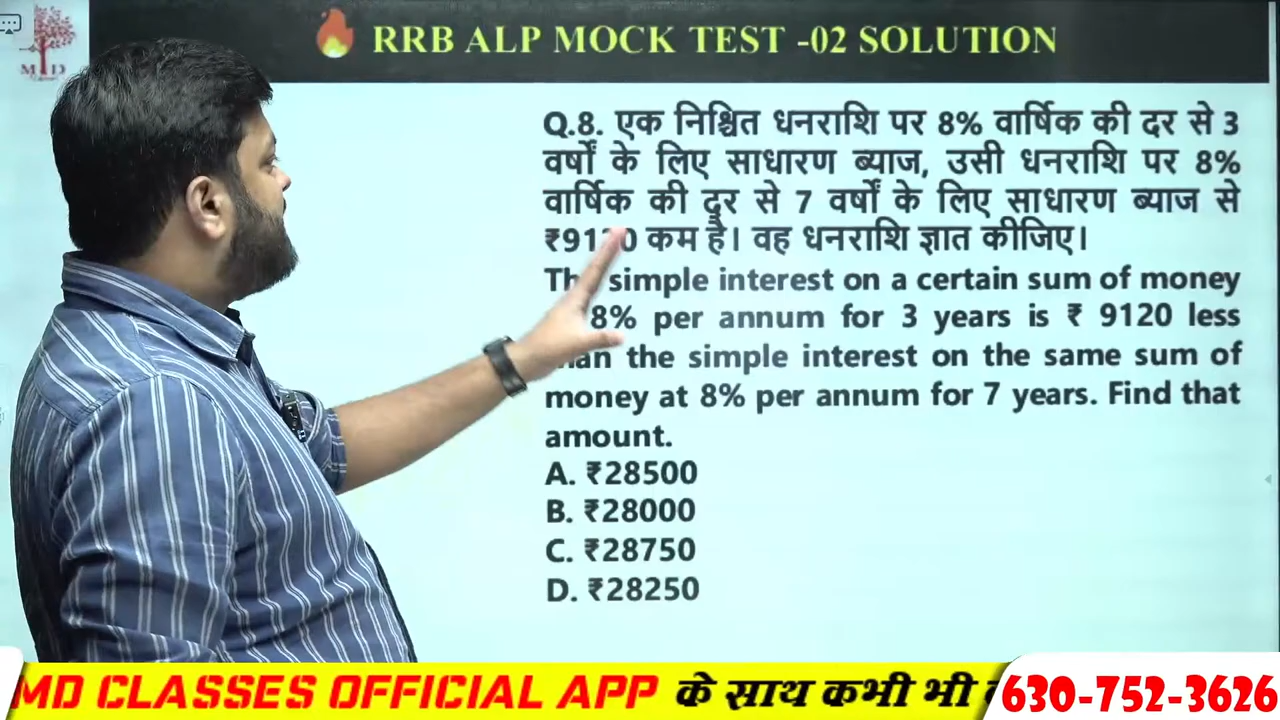 RRB ALP MOCK TEST -02 SOLUTION
M D
Q.8. एक निश्चित धनराशि पर 8% वार्षिक की दर से 3
वर्षों के लिए साधारण ब्याज, उसी धनराशि पर 8%
वार्षिक की दर से 7 वर्षों के लिए साधारण ब्याज से
कम है। वह धनराशि ज्ञात कीजिए।
simple interest on a certain sum of money
8% per annum for 3 years is ₹ 9120 less
the simple interest on the same sum of
money at 8% per annum for 7 years. Find that
amount.
A. ₹28500
B. ₹28000
C. ₹28750
D. ₹28250
MD CLASSES OFFICIAL APP के साथ कभी भी
630-752-3626